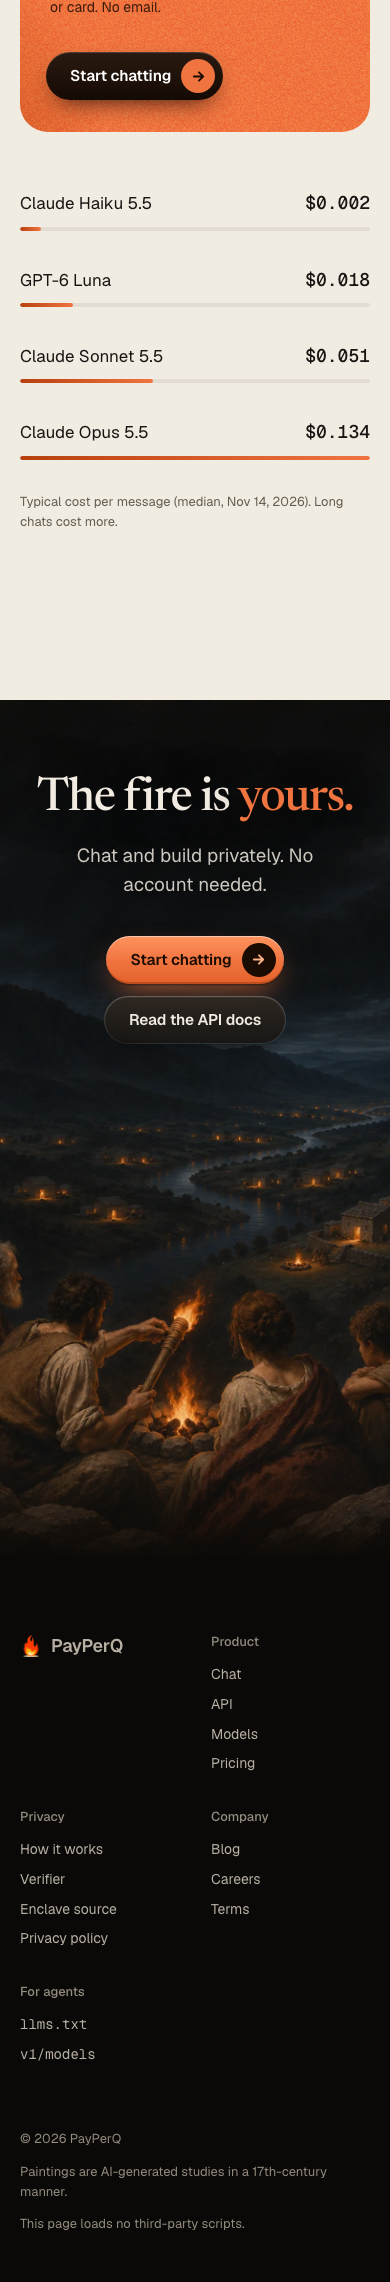 or card. No email.
Start chatting
Claude Haiku 5.5 $0.002
GPT-6 Luna $0.018
Claude Sonnet 5.5 $0.051
Claude Opus 5.5 $0.134
Typical cost per message (median, Nov 14, 2026). Long
chats cost more.
The fire is yours.
Chat and build privately. No
account needed.
Start chatting
Read the API docs
PayPerQ
Product
Chat
API
Models
Pricing
Privacy
How it works
Verifier
Enclave source
Privacy policy
Company
Blog
Careers
Terms
For agents
llms.txt
v1/models
© 2026 PayPerQ
Paintings are AI-generated studies in a 17th-century
manner.
This page loads no third-party scripts.